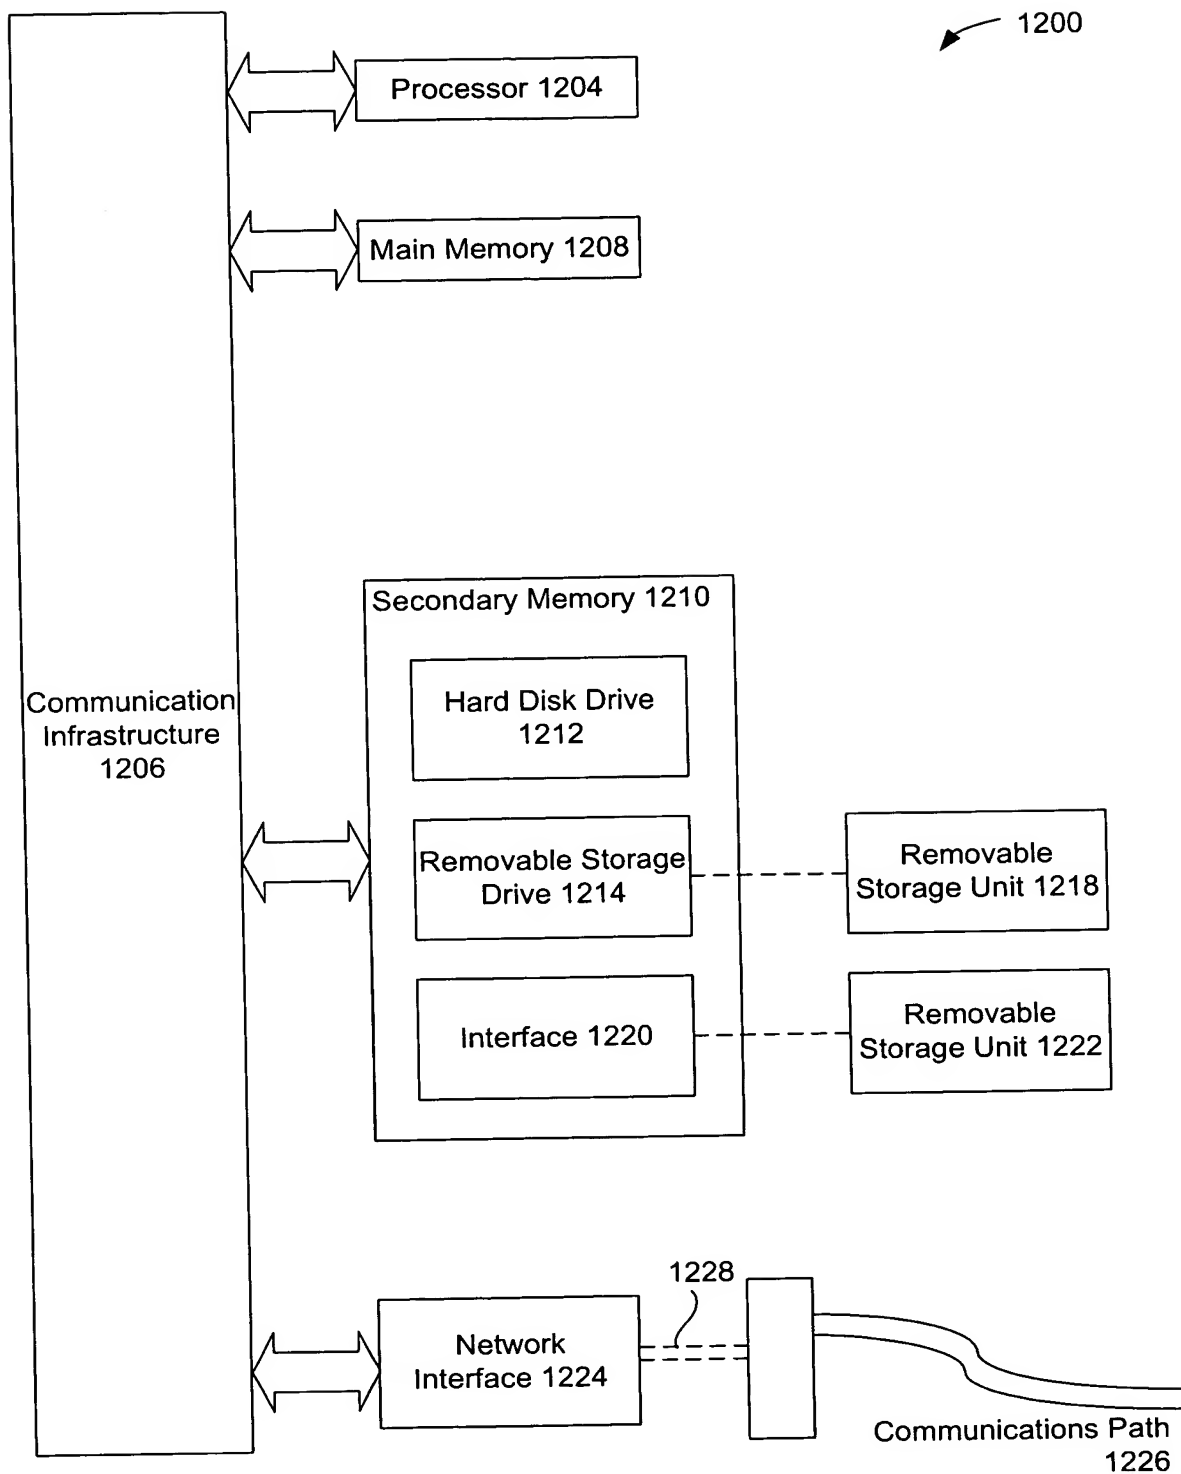 1200
Processor 1204
Main Memory 1208
Communication
Infrastructure
1206
Secondary Memory 1210
Hard Disk Drive
1212
Removable Storage
Drive 1214
Removable
Storage Unit 1218
Interface 1220
Removable
Storage Unit 1222
1228
Network
Interface 1224
Communications Path
1226